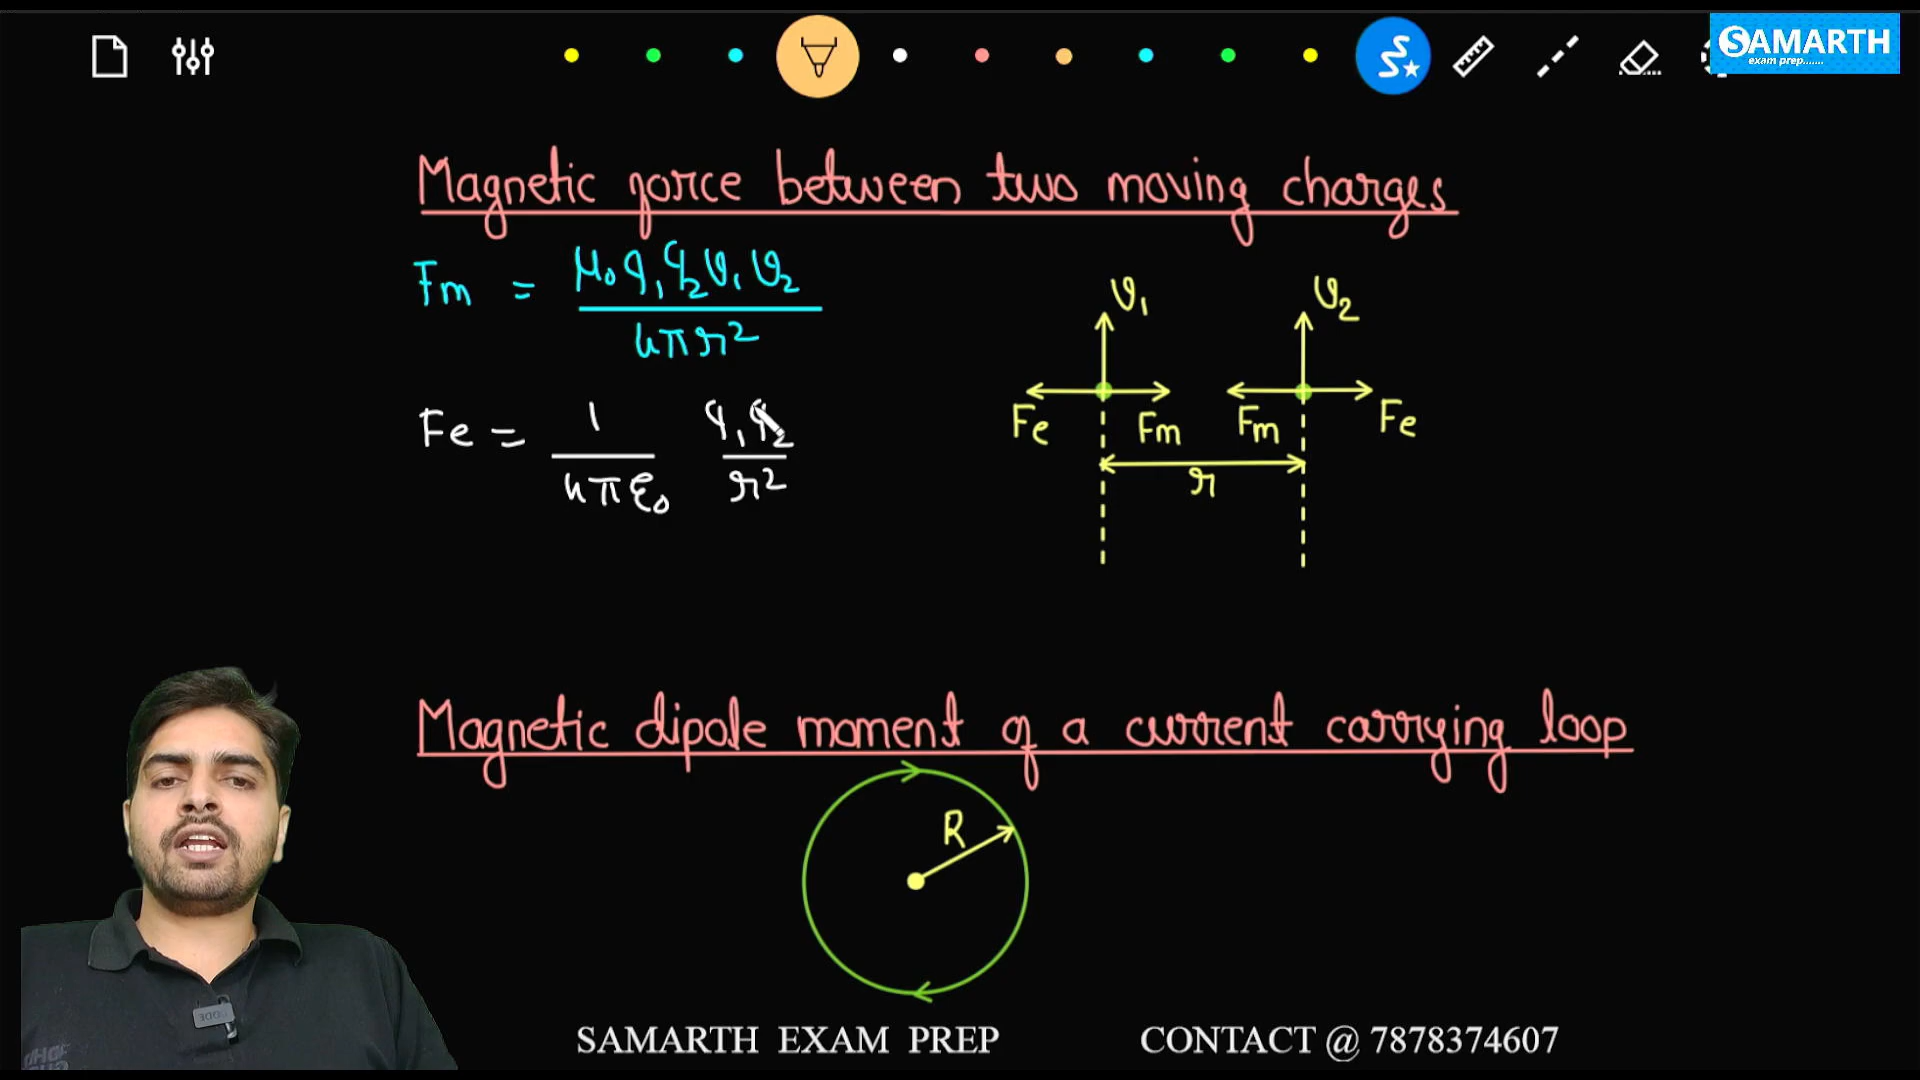 SAMARTH
exam prep.......
Magnetic force between two moving charges
Fm = μ₀q₁q₂v₁v₂ / 4πr²
v₁ v₂
Fe = 1 / 4πε₀ q₁q₂ / r²
Fe Fm Fm Fe
r
Magnetic dipole moment of a current carrying loop
R
CODE
SAMARTH EXAM PREP CONTACT @ 7878374607